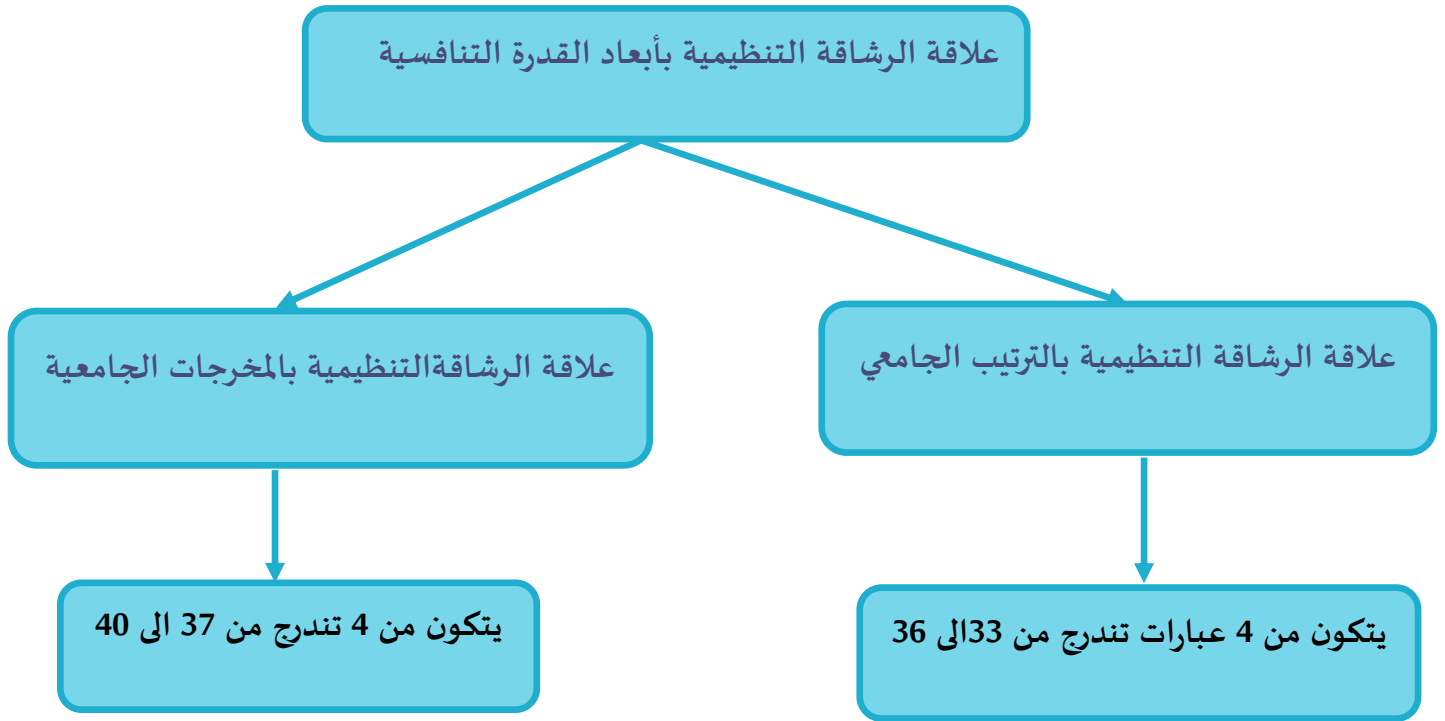 علاقة الرشاقة التنظيمية بأبعاد القدرة التنافسية
علاقة الرشاقة التنظيمية بالترتيب الجامعي
علاقة الرشاقةالتنظيمية بالمخرجات الجامعية
يتكون من 4 عبارات تندرج من 33الى 36
يتكون من 4 تندرج من 37 الى 40